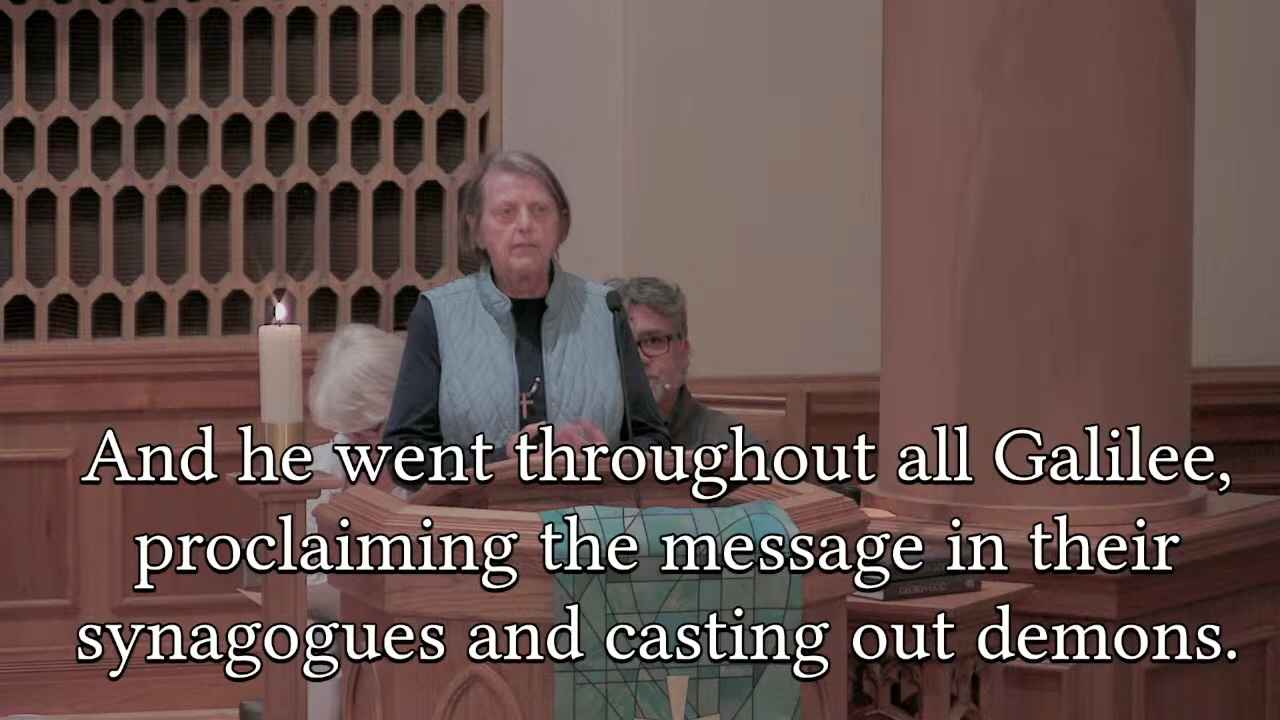 And he went throughout all Galilee,
proclaiming the message in their
synagogues and casting out demons.